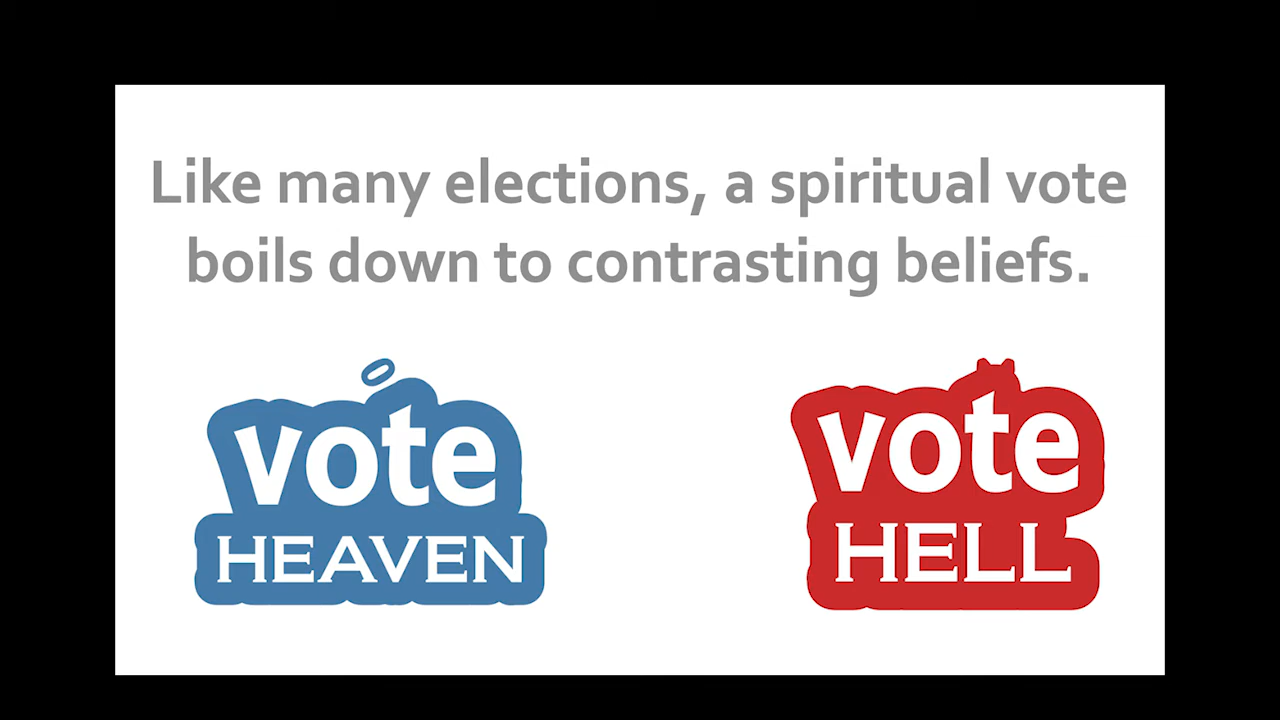 Like many elections, a spiritual vote
boils down to contrasting beliefs.
vote
HEAVEN
vote
HELL